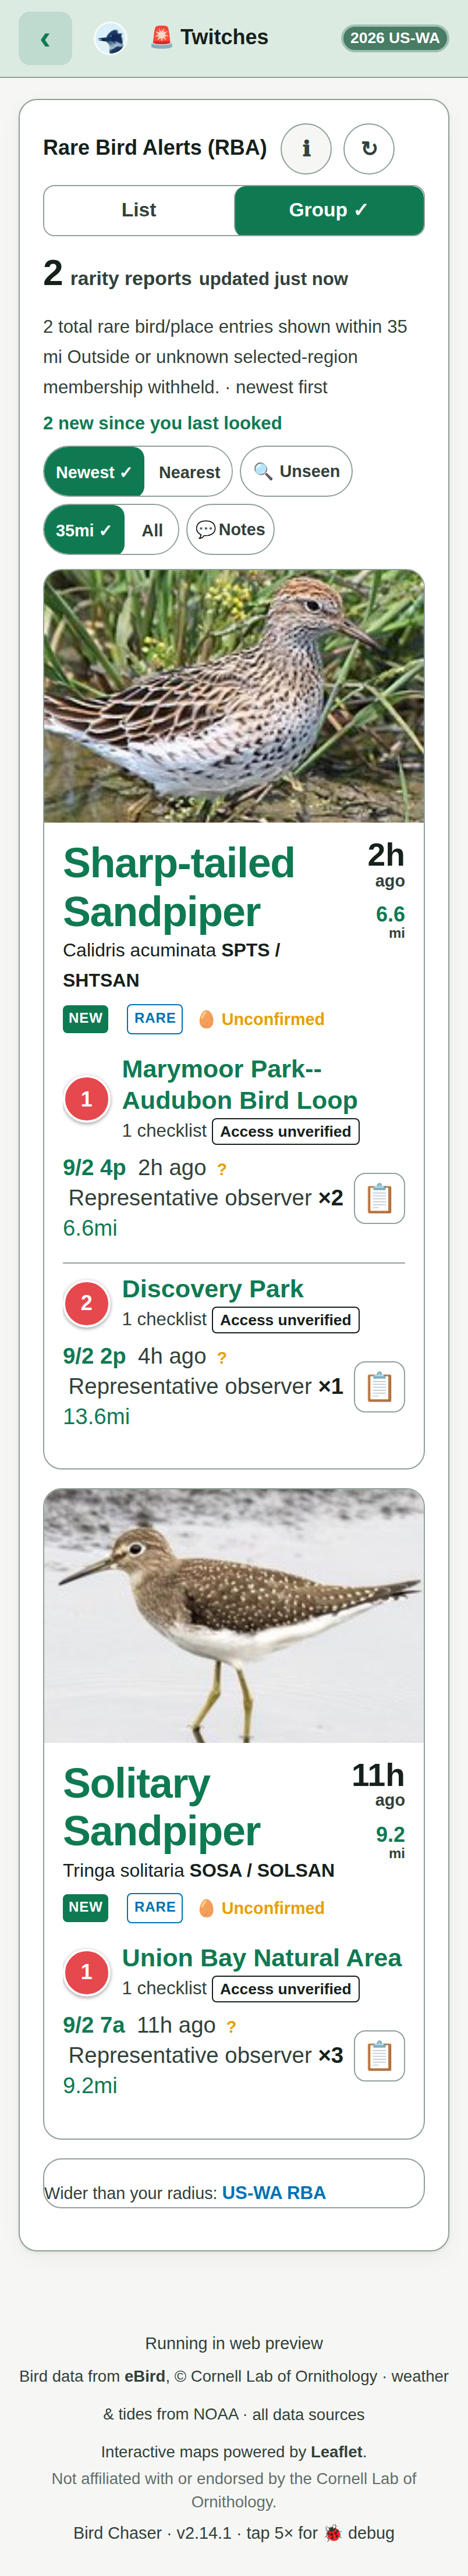 ‹ 🚨 Twitches 2026 US-WA
Rare Bird Alerts (RBA) ℹ ↻
List Group ✓
2 rarity reports updated just now
2 total rare bird/place entries shown within 35
mi Outside or unknown selected-region
membership withheld. · newest first
2 new since you last looked
Newest ✓ Nearest 🔍 Unseen
35mi ✓ All 💬 Notes
Sharp-tailed
Sandpiper
2h
ago
6.6
mi
Calidris acuminata SPTS /
SHTSAN
NEW RARE 🥚 Unconfirmed
1
Marymoor Park--
Audubon Bird Loop
1 checklist Access unverified
9/2 4p 2h ago ?
Representative observer ×2 📋
6.6mi
2
Discovery Park
1 checklist Access unverified
9/2 2p 4h ago ?
Representative observer ×1 📋
13.6mi
Solitary
Sandpiper
11h
ago
9.2
mi
Tringa solitaria SOSA / SOLSAN
NEW RARE 🥚 Unconfirmed
1
Union Bay Natural Area
1 checklist Access unverified
9/2 7a 11h ago ?
Representative observer ×3 📋
9.2mi
Wider than your radius: US-WA RBA
Running in web preview
Bird data from eBird, © Cornell Lab of Ornithology · weather
& tides from NOAA · all data sources
Interactive maps powered by Leaflet.
Not affiliated with or endorsed by the Cornell Lab of
Ornithology.
Bird Chaser · v2.14.1 · tap 5× for 🐞 debug